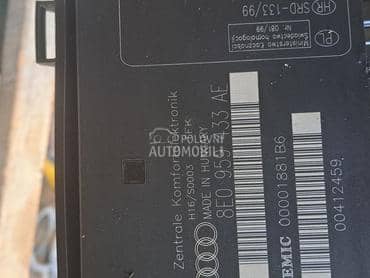 HR SRD-133/99
PL
Ministerstwo Łączności
Świadectwo homologacji
Nr. 081/99
Zentrale Komfortelektronik
H16/S0003
MADE IN HUNGARY
8E0 959 433 AE
TEMIC 00001881B6
00412459
POLOVNI
AUTOMOBILI